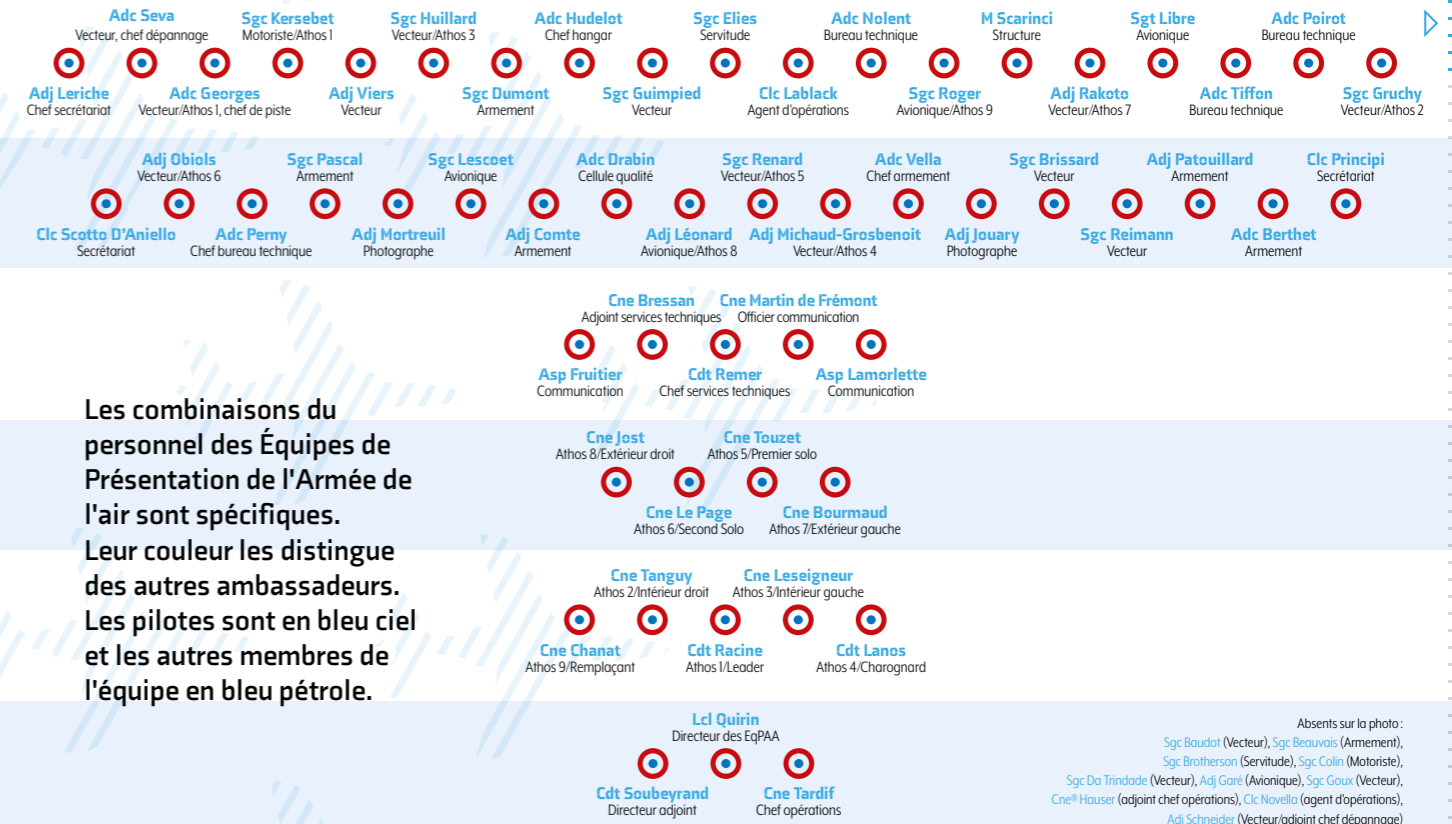 Adc Seva
Vecteur, chef dépannage
Sgc Kersebet
Motoriste/Athos 1
Sgc Huillard
Vecteur/Athos 3
Adc Hudelot
Chef hangar
Sgc Elies
Servitude
Adc Nolent
Bureau technique
M Scarinci
Structure
Sgt Libre
Avionique
Adc Poirot
Bureau technique
Adj Leriche
Chef secrétariat
Adc Georges
Vecteur/Athos 1, chef de piste
Adj Viers
Vecteur
Sgc Dumont
Armement
Sgc Guimpied
Vecteur
Clc Lablack
Agent d'opérations
Sgc Roger
Avionique/Athos 9
Adj Rakoto
Vecteur/Athos 7
Adc Tiffon
Bureau technique
Sgc Gruchy
Vecteur/Athos 2
Adj Obiols
Vecteur/Athos 6
Sgc Pascal
Armement
Sgc Lescoet
Avionique
Adc Drabin
Cellule qualité
Sgc Renard
Vecteur/Athos 5
Adc Vella
Chef armement
Sgc Brissard
Vecteur
Adj Patouillard
Armement
Clc Principi
Secrétariat
Clc Scotto D'Aniello
Secrétariat
Adc Perny
Chef bureau technique
Adj Mortreuil
Photographe
Adj Comte
Armement
Adj Léonard
Avionique/Athos 8
Adj Michaud-Grosbenoit
Vecteur/Athos 4
Adj Jouary
Photographe
Sgc Reimann
Vecteur
Adc Berthet
Armement
Cne Bressan
Adjoint services techniques
Cne Martin de Frémont
Officier communication
Asp Fruitier
Communication
Cdt Remer
Chef services techniques
Asp Lamorlette
Communication
Les combinaisons du
personnel des Équipes de
Présentation de l'Armée de
l'air sont spécifiques.
Leur couleur les distingue
des autres ambassadeurs.
Les pilotes sont en bleu ciel
et les autres membres de
l'équipe en bleu pétrole.
Cne Jost
Athos 8/Extérieur droit
Cne Touzet
Athos 5/Premier solo
Cne Le Page
Athos 6/Second Solo
Cne Bourmaud
Athos 7/Extérieur gauche
Cne Tanguy
Athos 2/Intérieur droit
Cne Leseigneur
Athos 3/Intérieur gauche
Cne Chanat
Athos 9/Remplaçant
Cdt Racine
Athos 1/Leader
Cdt Lanos
Athos 4/Charognard
Lcl Quirin
Directeur des EqPAA
Cdt Soubeyrand
Directeur adjoint
Cne Tardif
Chef opérations
Absents sur la photo :
Sgc Baudot (Vecteur), Sgc Beauvais (Armement),
Sgc Brotherson (Servitude), Sgc Colin (Motoriste),
Sgc Da Trindade (Vecteur), Adj Garé (Avionique), Sgc Goux (Vecteur),
Cne® Hauser (adjoint chef opérations), Clc Novella (agent d'opérations),
Adj Schneider (Vecteur/adjoint chef dépannage)